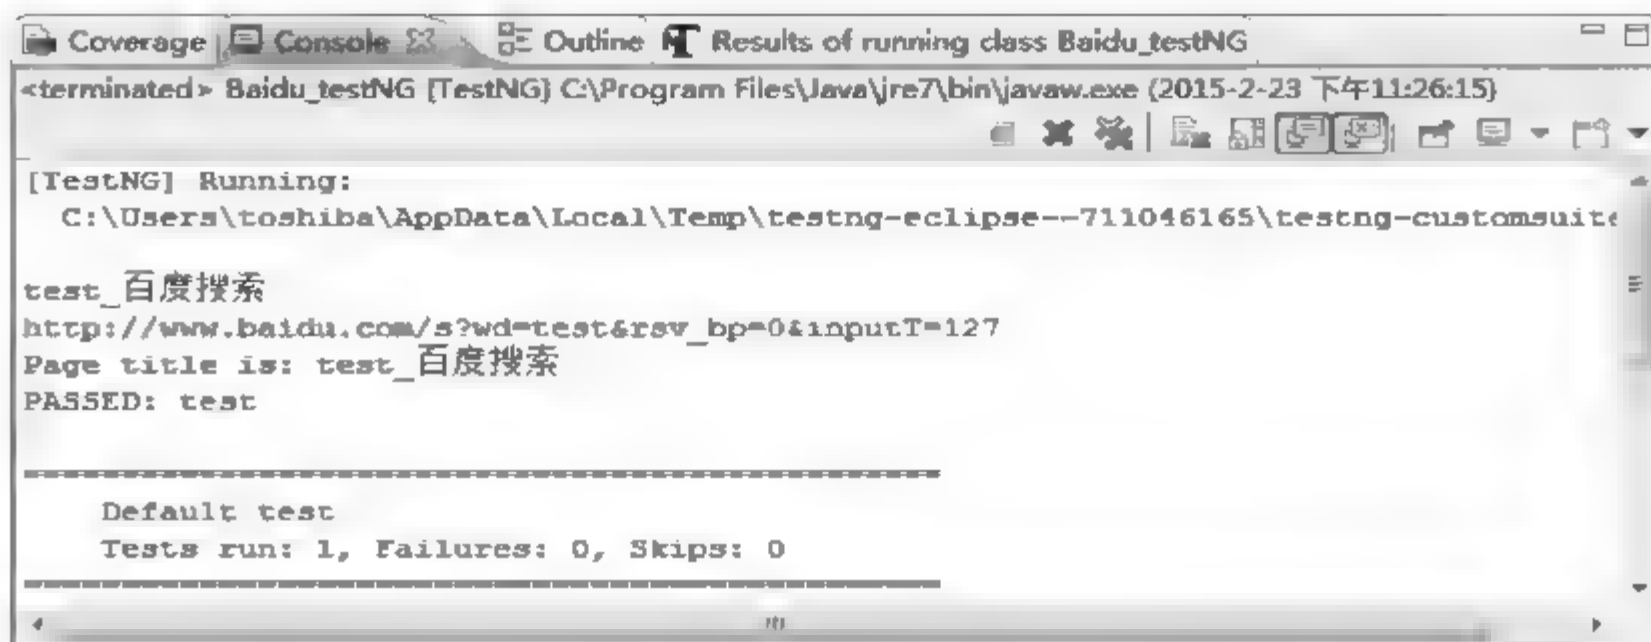 Coverage Console Outline Results of running class Baidu_testNG
<terminated> Baidu_testNG [TestNG] C:\Program Files\Java\jre7\bin\javaw.exe (2015-2-23 下午11:26:15)
[TestNG] Running:
C:\Users\toshiba\AppData\Local\Temp\testng-eclipse--711046165\testng-customsuite
test_百度搜索
http://www.baidu.com/s?wd=test&rsv_bp=0&inputT=127
Page title is: test_百度搜索
PASSED: test
===============================================
Default test
Tests run: 1, Failures: 0, Skips: 0
===============================================